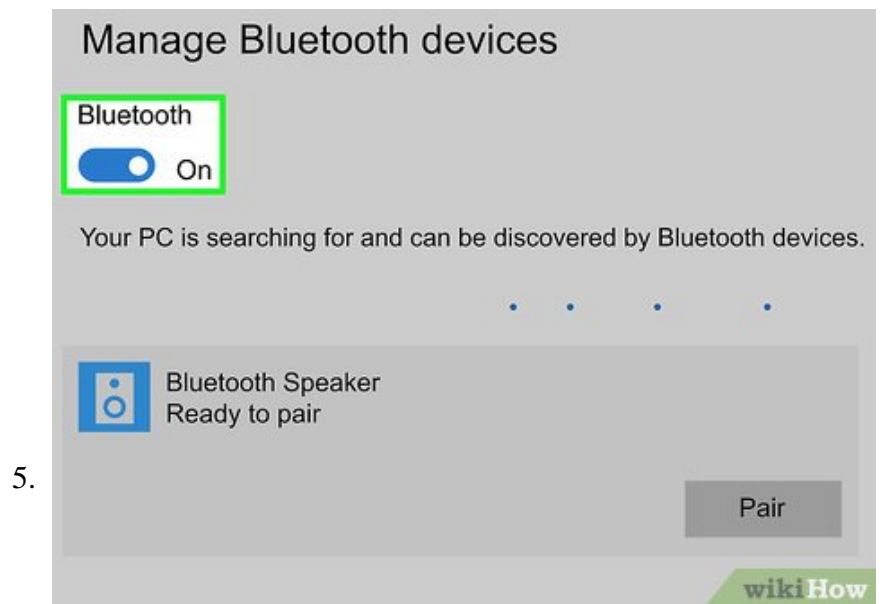 Manage Bluetooth devices
Bluetooth
On
Your PC is searching for and can be discovered by Bluetooth devices.
Bluetooth Speaker
Ready to pair
5.
Pair
wikiHow